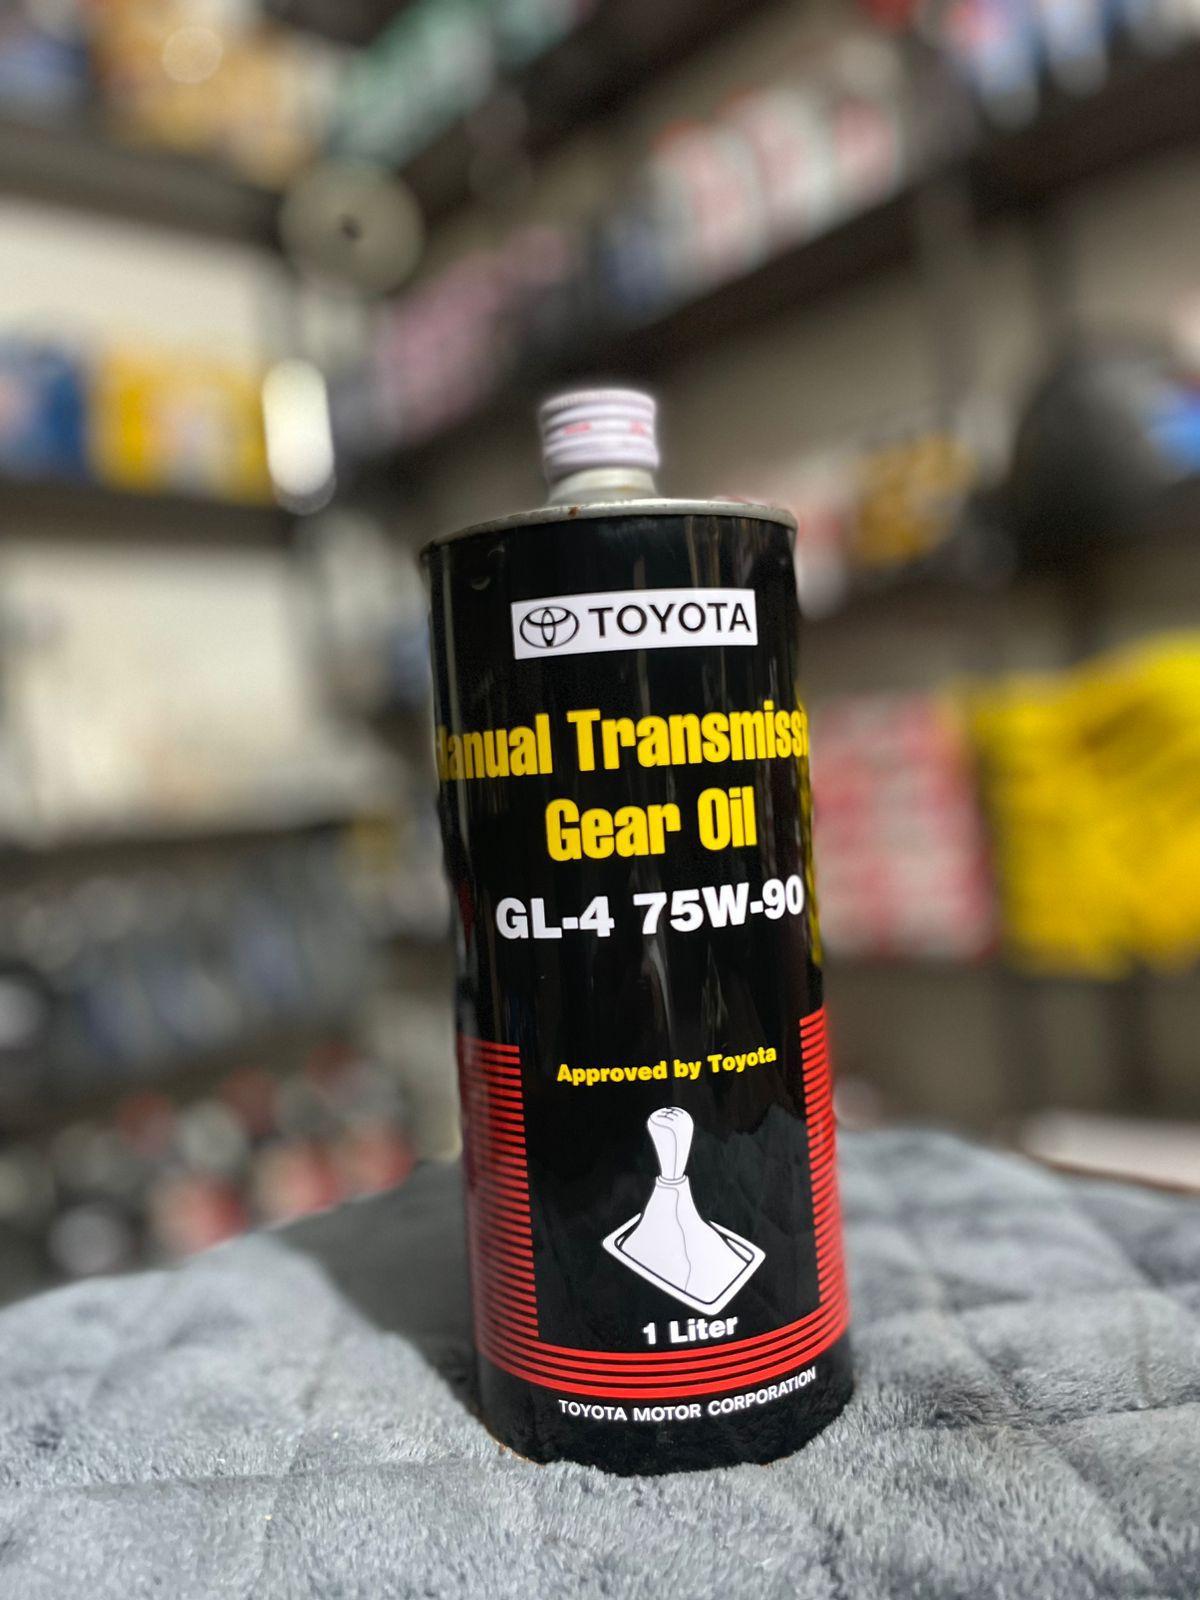 TOYOTA
Manual Transmissi
Gear Oil
GL-4 75W-90
Approved by Toyota
1 Liter
TOYOTA MOTOR CORPORATION